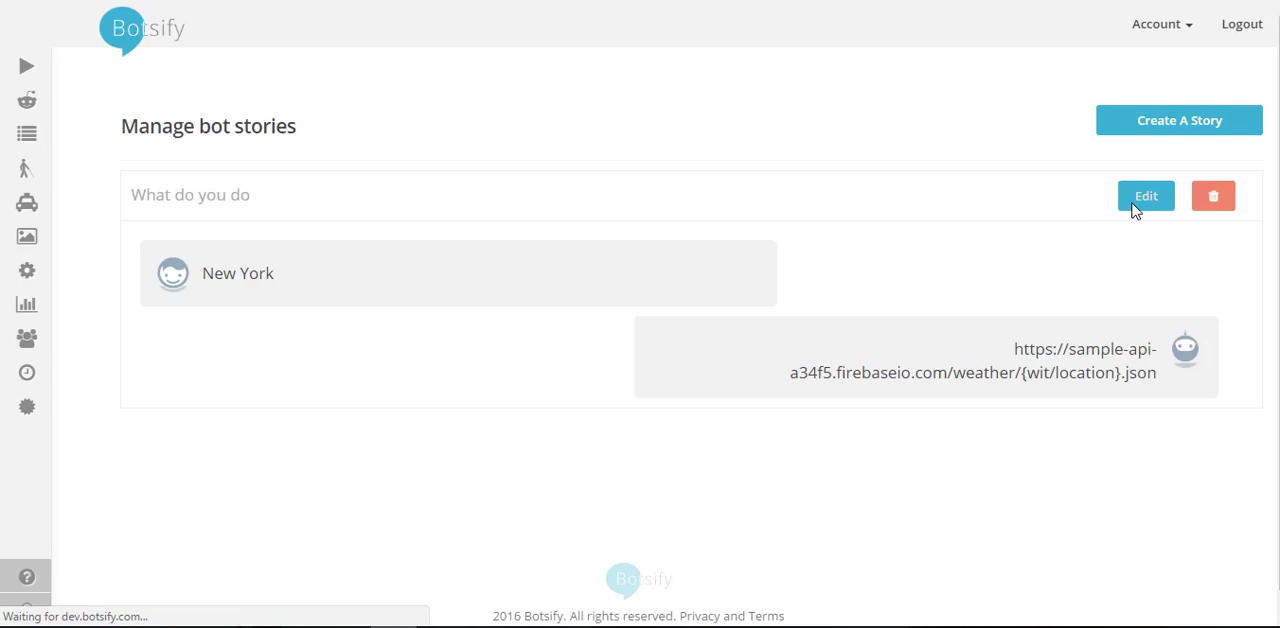 Botsify
Account
Logout
Manage bot stories
Create A Story
What do you do
Edit
New York
https://sample-api-
a34f5.firebaseio.com/weather/{wit/location}.json
Botsify
Waiting for dev.botsify.com...
2016 Botsify. All rights reserved. Privacy and Terms